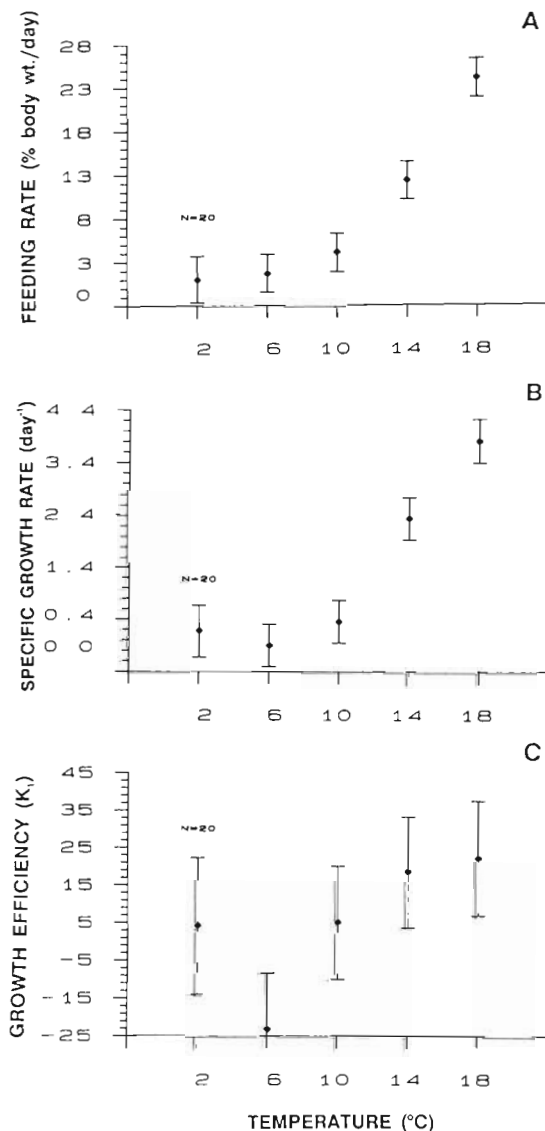 A
FEEDING RATE (% body wt./day)
28
23
18
13
8
3
0
N=20
2 6 10 14 18
B
SPECIFIC GROWTH RATE (day⁻¹)
4.4
3.4
2.4
1.4
0.4
0 0
N=20
2 6 10 14 18
C
GROWTH EFFICIENCY (K₁)
45
35
25
15
5
-5
-15
-25
N=20
2 6 10 14 18
TEMPERATURE (°C)